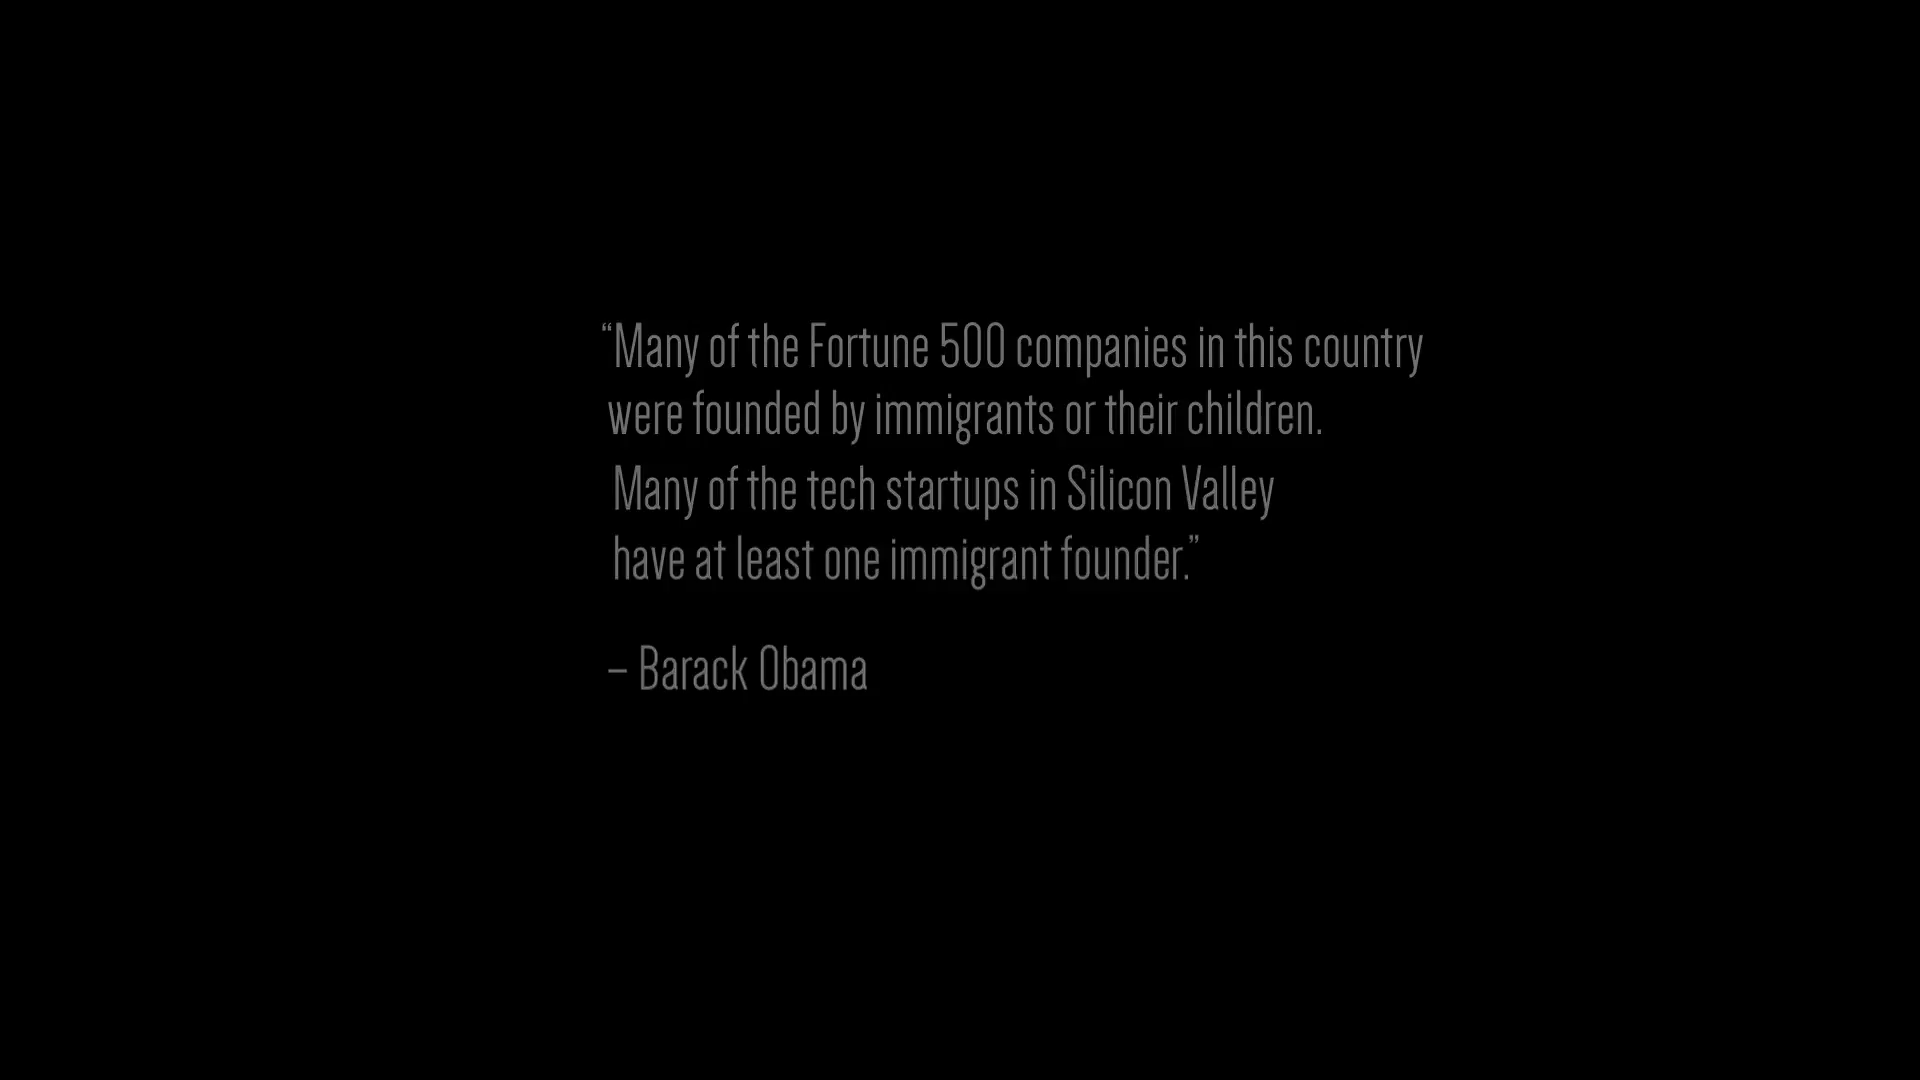 “Many of the Fortune 500 companies in this country
were founded by immigrants or their children.
Many of the tech startups in Silicon Valley
have at least one immigrant founder.”
– Barack Obama